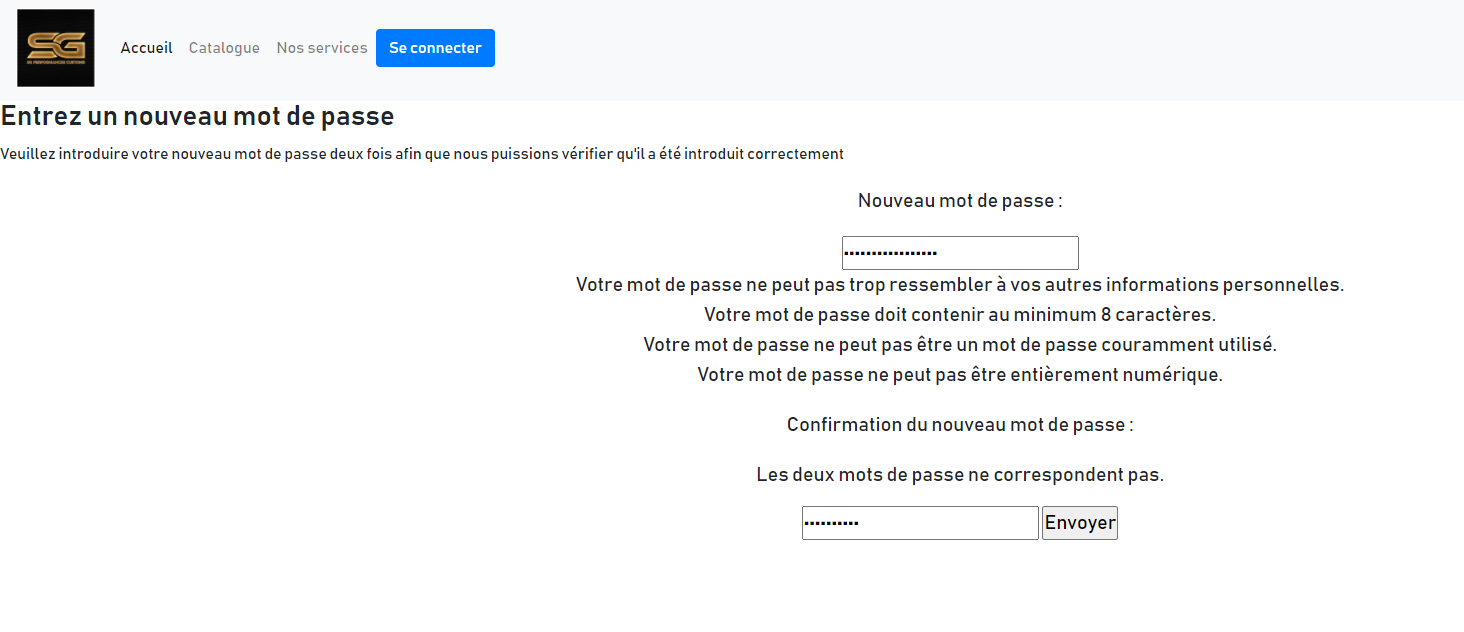 SG
SG PERFORMANCES CUSTOMS
Accueil Catalogue Nos services Se connecter
Entrez un nouveau mot de passe
Veuillez introduire votre nouveau mot de passe deux fois afin que nous puissions vérifier qu'il a été introduit correctement
Nouveau mot de passe :
Votre mot de passe ne peut pas trop ressembler à vos autres informations personnelles.
Votre mot de passe doit contenir au minimum 8 caractères.
Votre mot de passe ne peut pas être un mot de passe couramment utilisé.
Votre mot de passe ne peut pas être entièrement numérique.
Confirmation du nouveau mot de passe :
Les deux mots de passe ne correspondent pas.
Envoyer